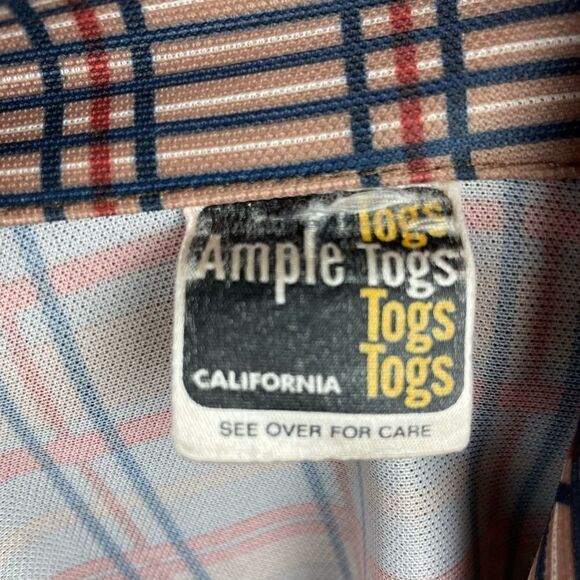 Togs
Ample Togs
Togs
CALIFORNIA Togs
SEE OVER FOR CARE